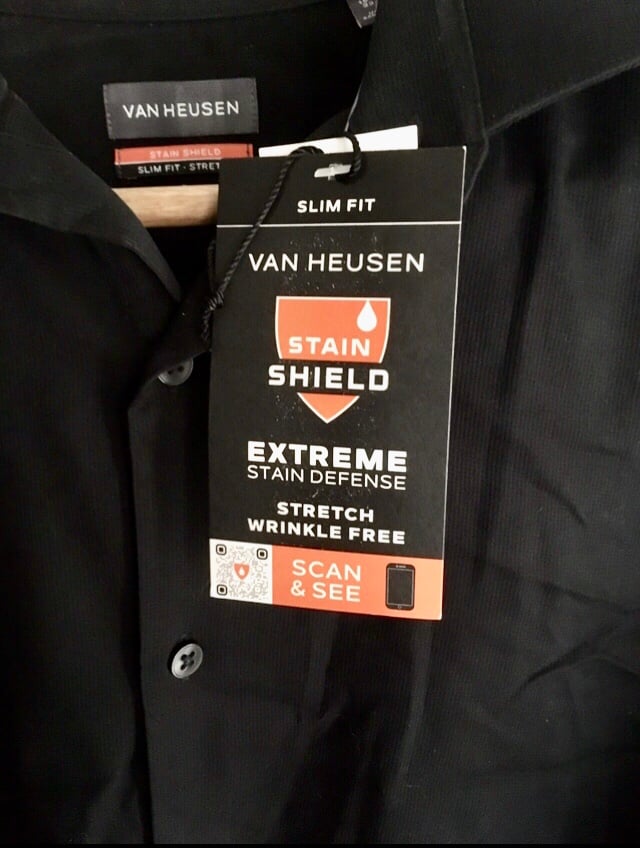 VAN HEUSEN
STAIN SHIELD
SLIM FIT · STRET
SLIM FIT
VAN HEUSEN
STAIN
SHIELD
EXTREME
STAIN DEFENSE
STRETCH
WRINKLE FREE
SCAN
& SEE